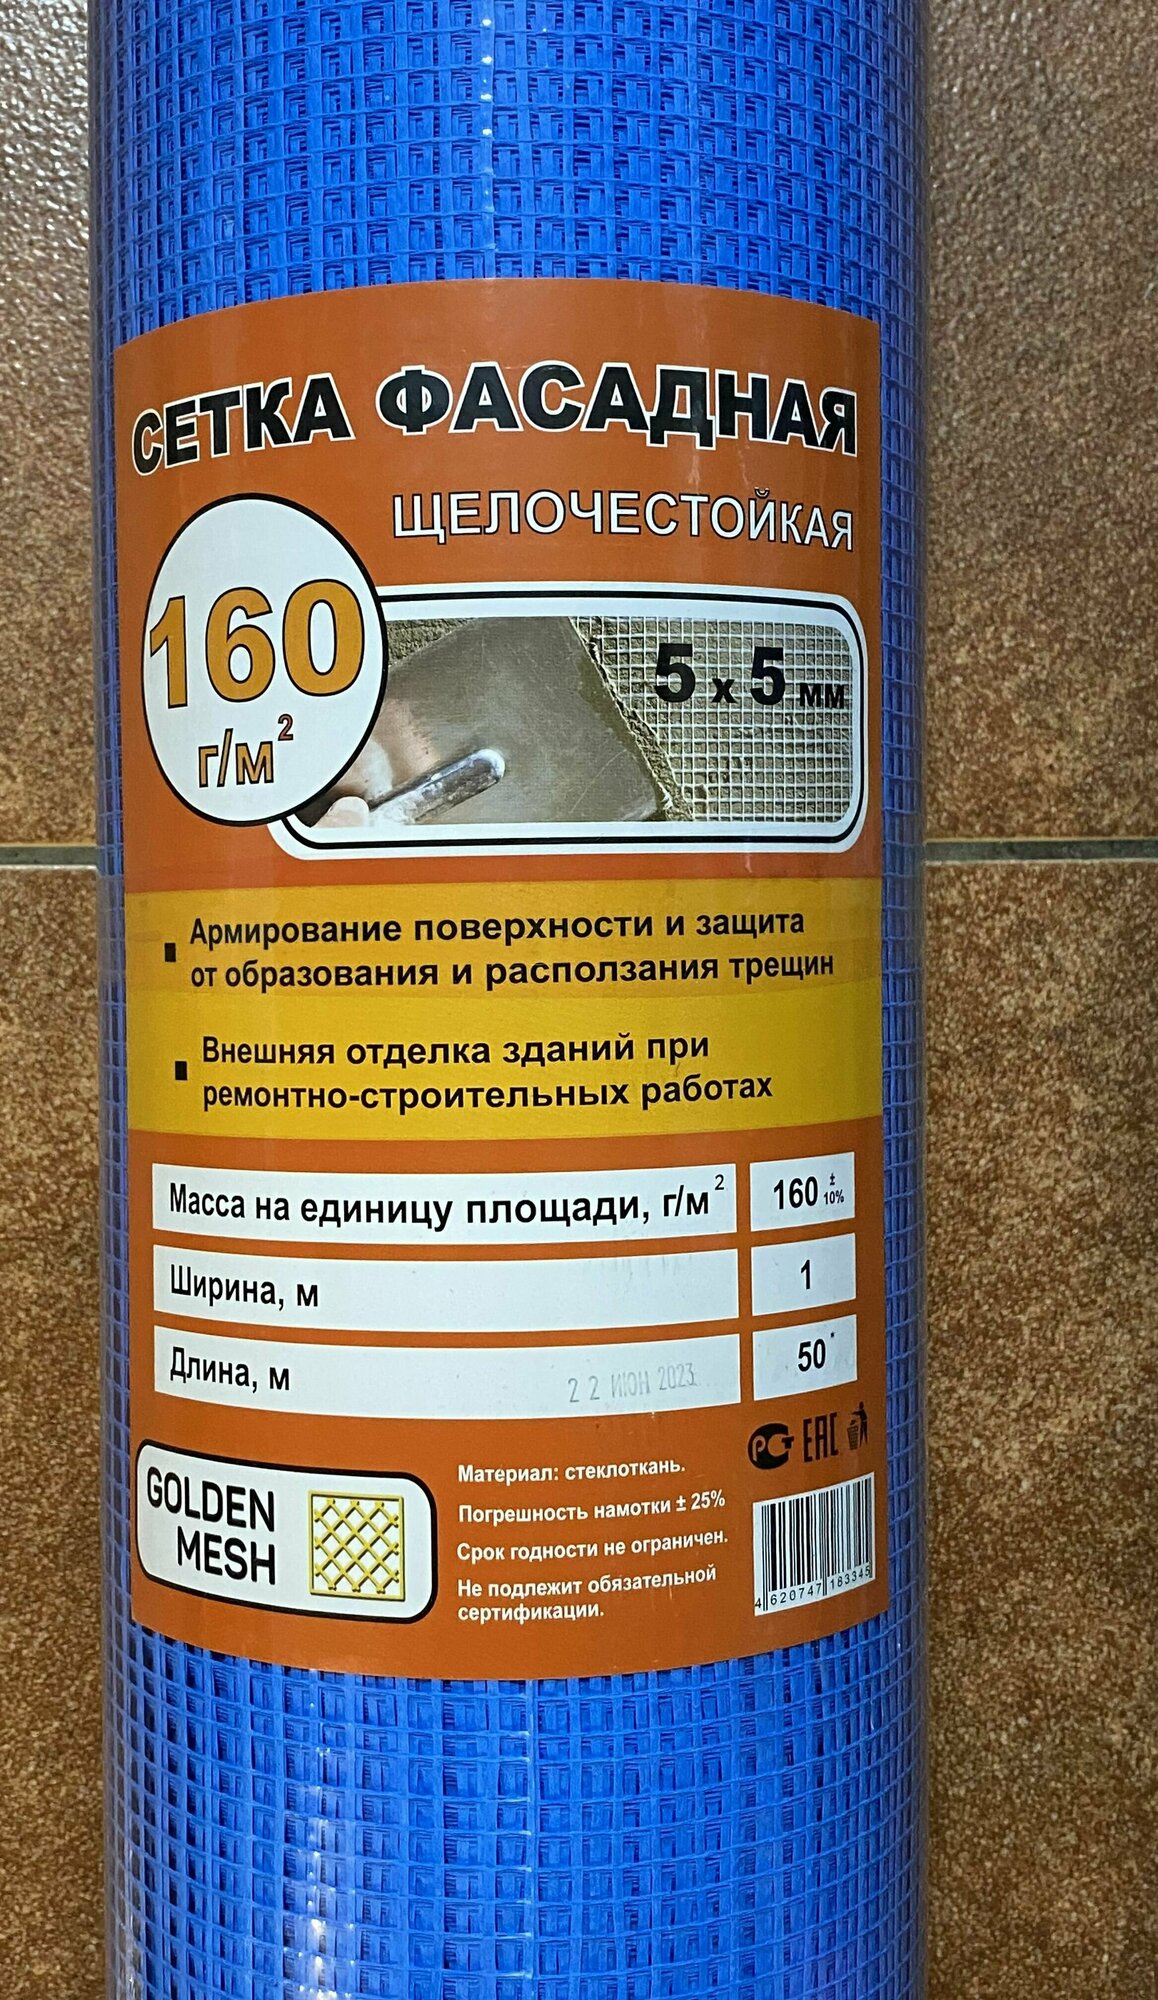 СЕТКА ФАСАДНАЯ
ЩЕЛОЧЕСТОЙКАЯ
160
г/м²
5 х 5 мм
▪ Армирование поверхности и защита
от образования и расползания трещин
▪ Внешняя отделка зданий при
ремонтно-строительных работах
Масса на единицу площади, г/м² 160 ± 10%
Ширина, м 1
Длина, м 50*
22 ИЮН 2023
РСТ EAC
GOLDEN
MESH
Материал: стеклоткань.
Погрешность намотки ± 25%
Срок годности не ограничен.
Не подлежит обязательной
сертификации.
4 620747 183345